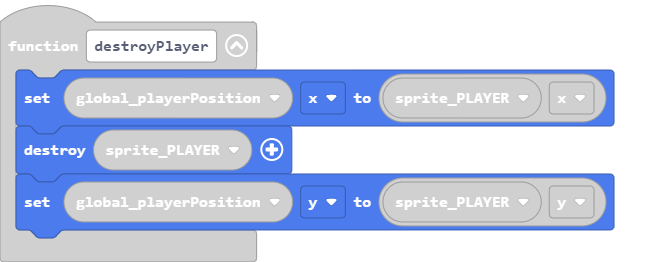 function destroyPlayer
set global_playerPosition x to sprite_PLAYER x
destroy sprite_PLAYER
set global_playerPosition y to sprite_PLAYER y